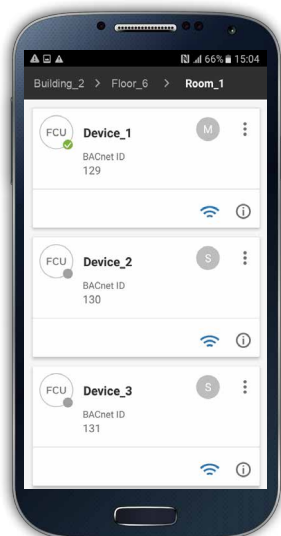 66% 15:04
Building_2 > Floor_6 > Room_1
FCU Device_1 M
BACnet ID
129
FCU Device_2 S
BACnet ID
130
FCU Device_3 S
BACnet ID
131